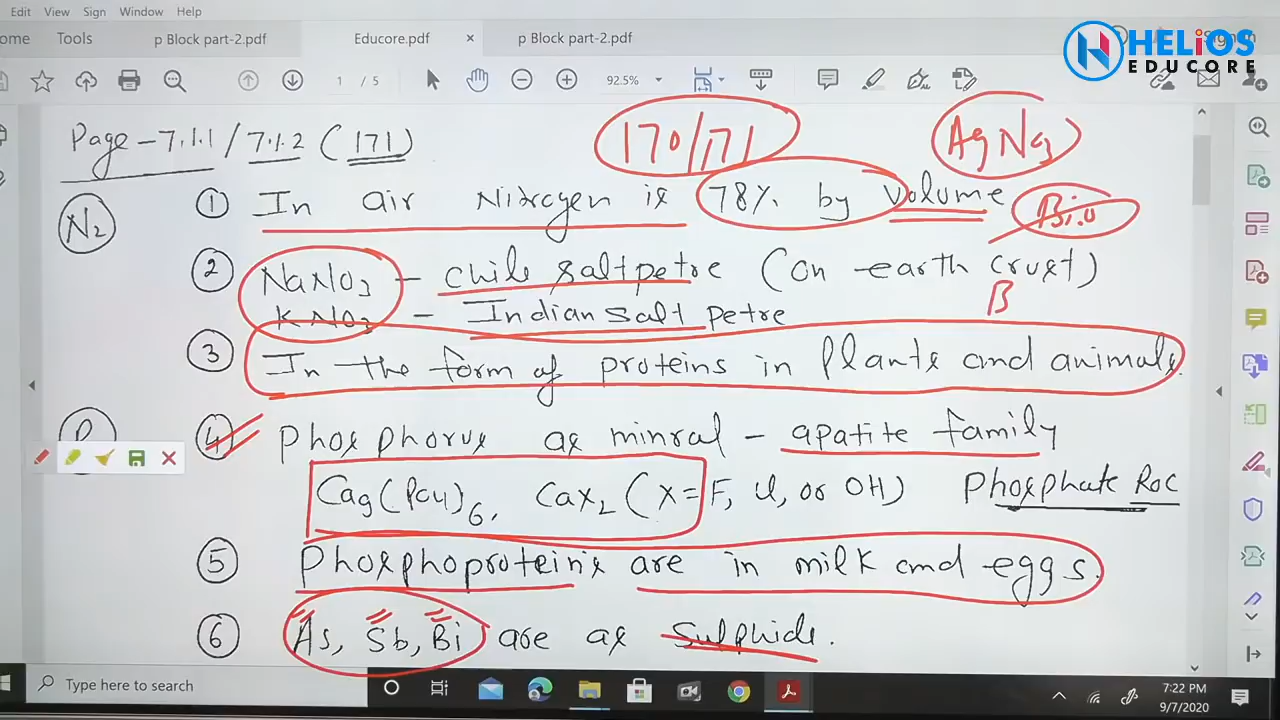 Edit View Sign Window Help
HELiOS
EDUCORE
ome Tools p Block part-2.pdf Educore.pdf × p Block part-2.pdf
1 / 5 92.5%
Page - 7.1.1 / 7.1.2 (171) 170/171 AgNO3
N2
① In air Nitrogen is 78% by volume
② NaNO3 - chile saltpetre (on earth crust)
KNO3 - Indian salt petre
B
③ In the form of proteins in plants and animals.
④ Phosphorus as minral - apatite family
Ca9(PO4)6, CaX2 (X = F, Cl, or OH) Phosphate Roc
⑤ Phosphoprotein's are in milk and eggs.
⑥ As, Sb, Bi are as sulphide.
Type here to search
7:22 PM
9/7/2020